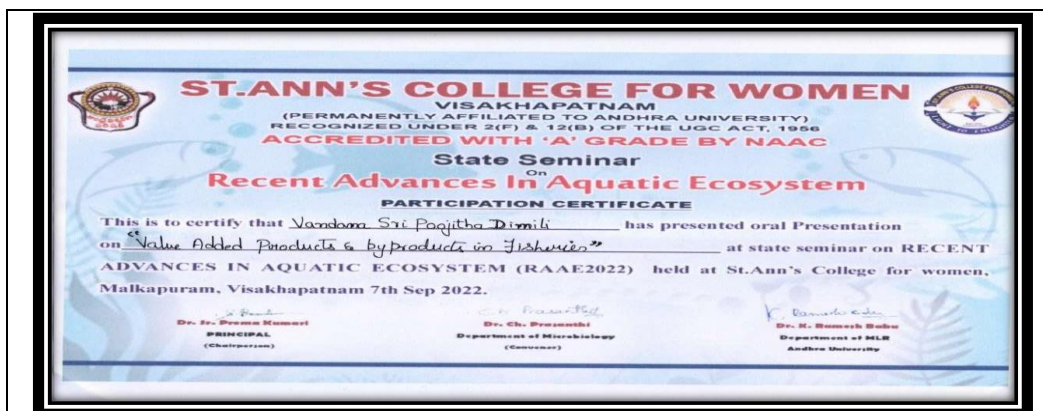 ST.ANN'S COLLEGE FOR WOMEN
VISAKHAPATNAM
(PERMANENTLY AFFILIATED TO ANDHRA UNIVERSITY)
RECOGNIZED UNDER 2(F) & 12(B) OF THE UGC ACT, 1956
ACCREDITED WITH 'A' GRADE BY NAAC
State Seminar
On
Recent Advances In Aquatic Ecosystem
PARTICIPATION CERTIFICATE
This is to certify that Vandana Sri Poojitha Dimili has presented oral Presentation
on "Value Added Products & byproducts in Fisheries" at state seminar on RECENT
ADVANCES IN AQUATIC ECOSYSTEM (RAAE2022) held at St.Ann's College for women,
Malkapuram, Visakhapatnam 7th Sep 2022.
Dr. Sr. Prema Kumari
PRINCIPAL
(Chairperson)
Ch Prasanthi
Dr. Ch. Prasanthi
Department of Microbiology
(Convener)
Dr. K. Ramesh Babu
Department of MLR
Andhra University